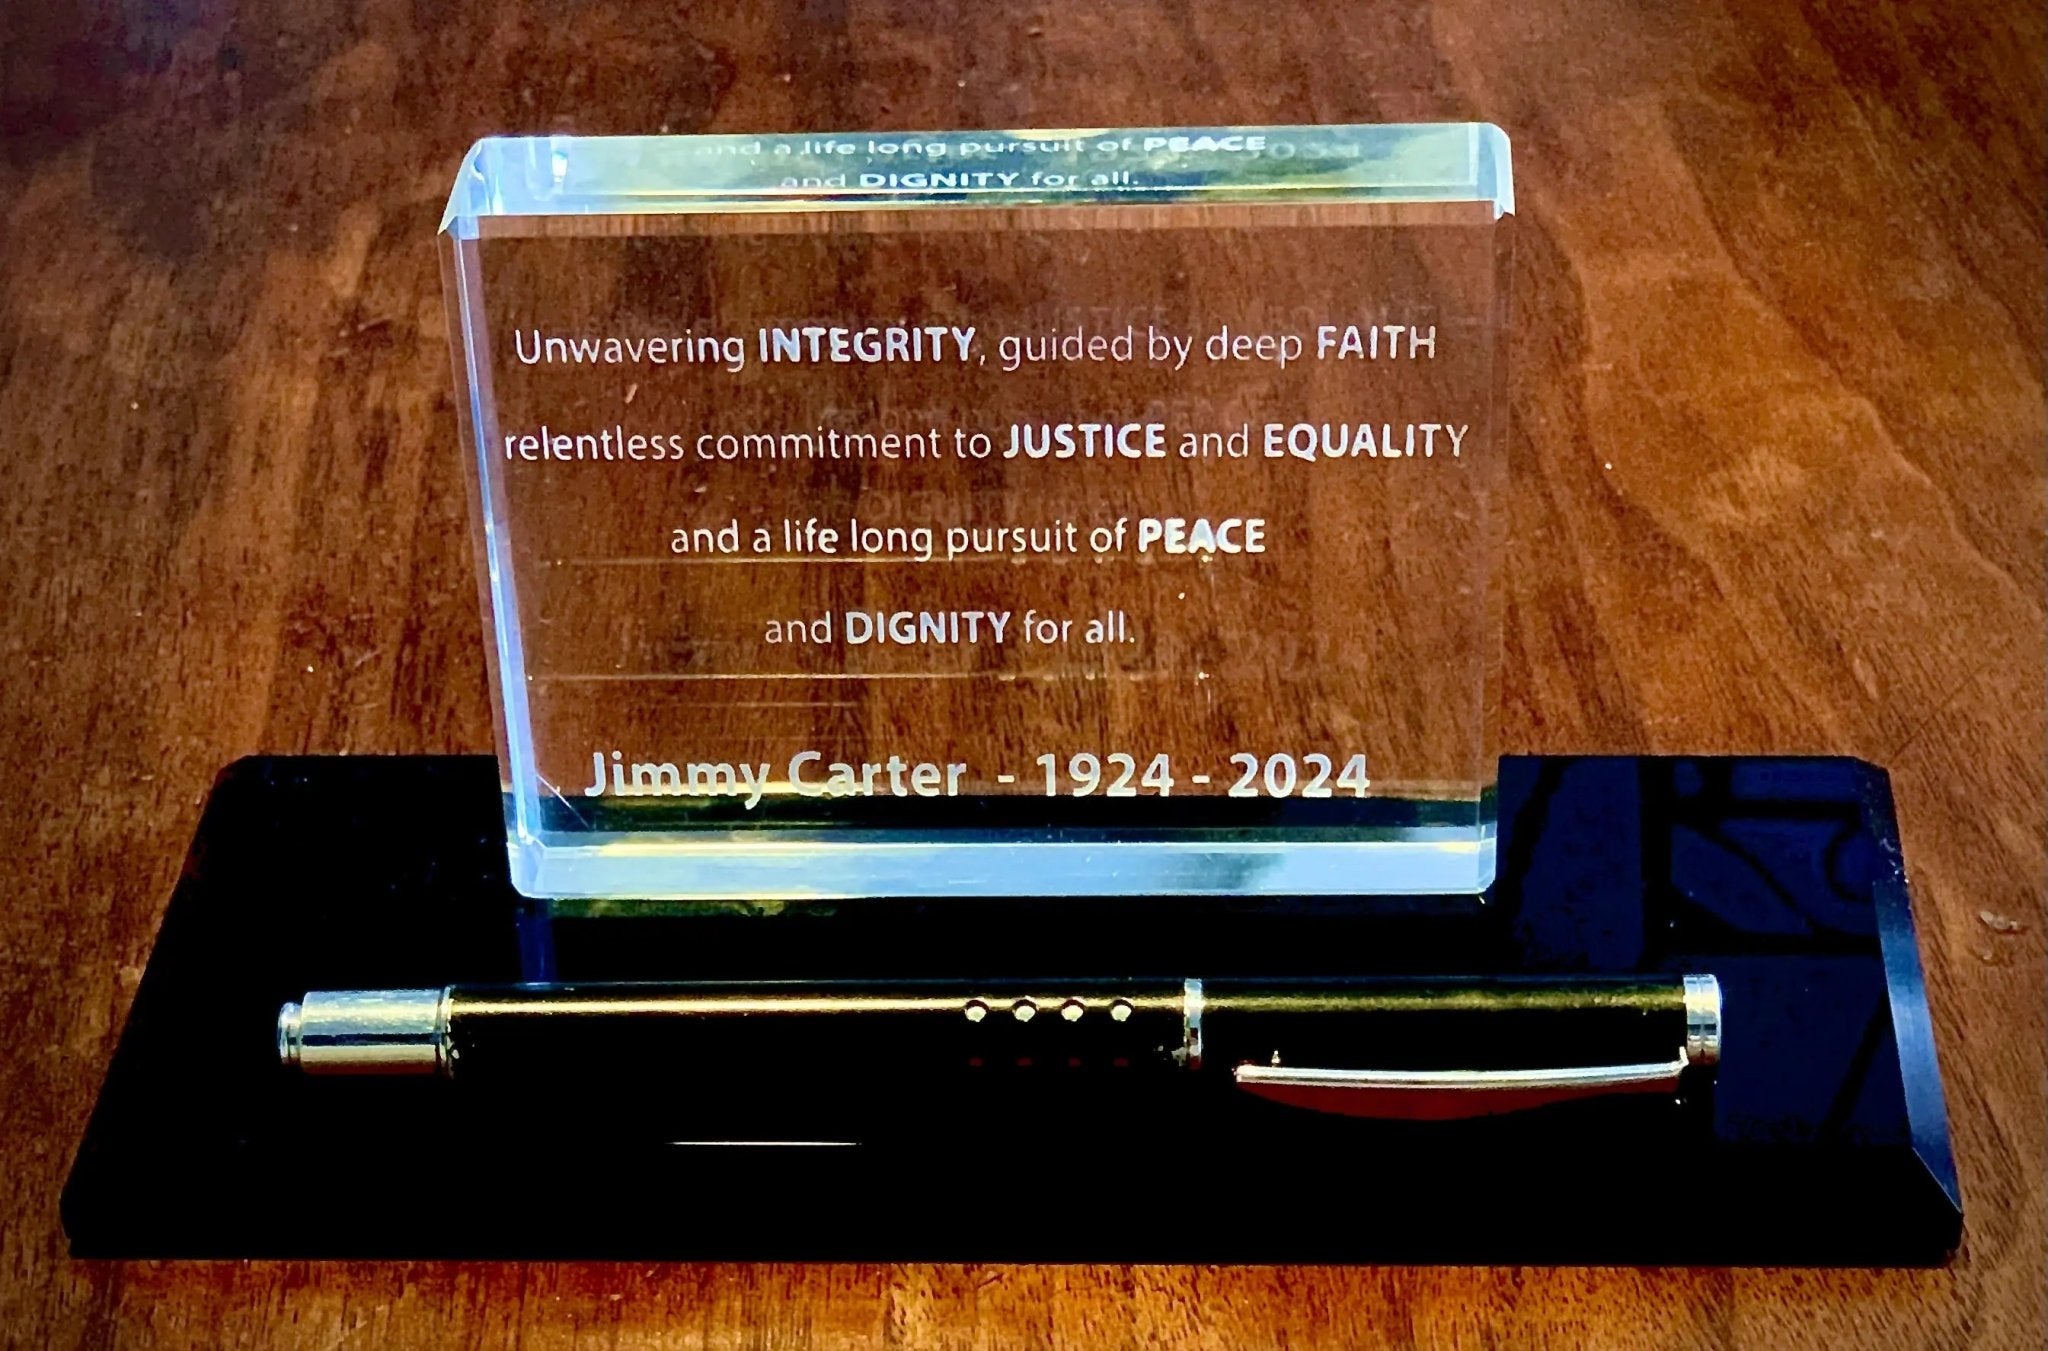 Unwavering INTEGRITY, guided by deep FAITH
relentless commitment to JUSTICE and EQUALITY
and a life long pursuit of PEACE
and DIGNITY for all.
Jimmy Carter - 1924 - 2024